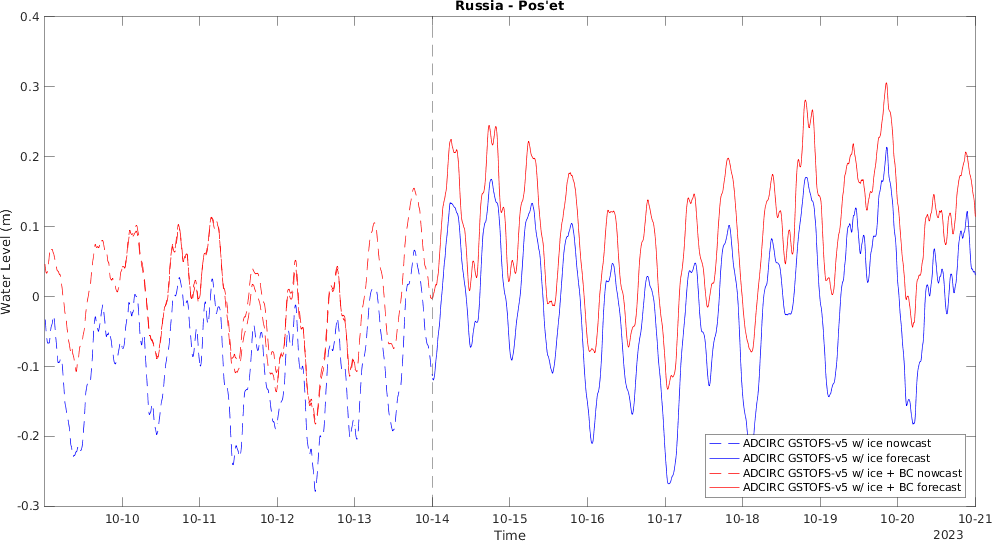 Russia - Pos'et
Water Level (m)
0.4
0.3
0.2
0.1
0
-0.1
-0.2
-0.3
ADCIRC GSTOFS-v5 w/ ice nowcast
ADCIRC GSTOFS-v5 w/ ice forecast
ADCIRC GSTOFS-v5 w/ ice + BC nowcast
ADCIRC GSTOFS-v5 w/ ice + BC forecast
10-10 10-11 10-12 10-13 10-14 10-15 10-16 10-17 10-18 10-19 10-20 10-21
Time
2023